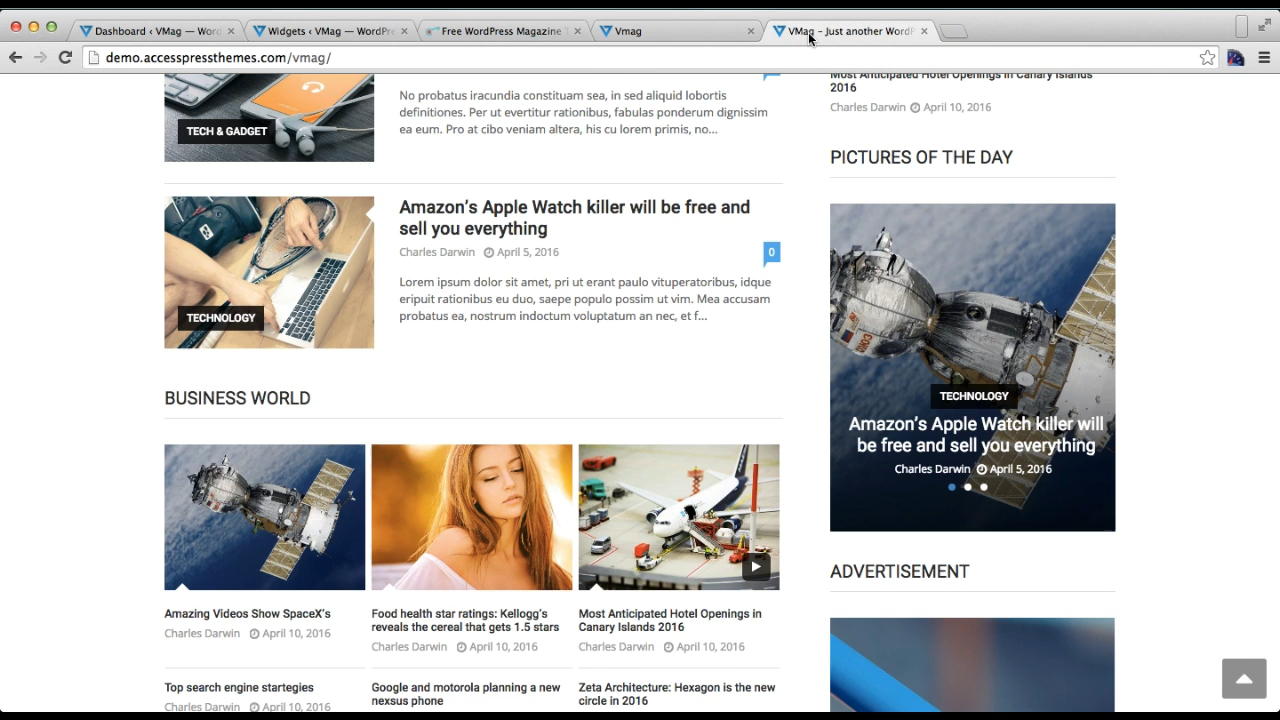 Dashboard ‹ VMag — Wor
Widgets ‹ VMag — WordPre
Free WordPress Magazine T
Vmag
VMag – Just another WordP
demo.accesspressthemes.com/vmag/
No probatus iracundia constituam sea, in sed aliquid lobortis
definitiones. Per ut evertitur rationibus, fabulas ponderum dignissim
ea eum. Pro at cibo veniam altera, his cu lorem primis, no...
TECH & GADGET
Amazon's Apple Watch killer will be free and
sell you everything
Charles Darwin April 5, 2016
0
Lorem ipsum dolor sit amet, pri ut erant paulo vituperatoribus, idque
eripuit rationibus eu duo, saepe populo possim ut vim. Mea accusam
probatus ea, nostrum indoctum voluptatum an nec, et f...
TECHNOLOGY
BUSINESS WORLD
Amazing Videos Show SpaceX's
Charles Darwin April 10, 2016
Food health star ratings: Kellogg's
reveals the cereal that gets 1.5 stars
Charles Darwin April 10, 2016
Most Anticipated Hotel Openings in
Canary Islands 2016
Charles Darwin April 10, 2016
Top search engine startegies
Charles Darwin April 10, 2016
Google and motorola planning a new
nexsus phone
Zeta Architecture: Hexagon is the new
circle in 2016
Most Anticipated Hotel Openings in Canary Islands
2016
Charles Darwin April 10, 2016
PICTURES OF THE DAY
TECHNOLOGY
Amazon's Apple Watch killer will
be free and sell you everything
Charles Darwin April 5, 2016
ADVERTISEMENT